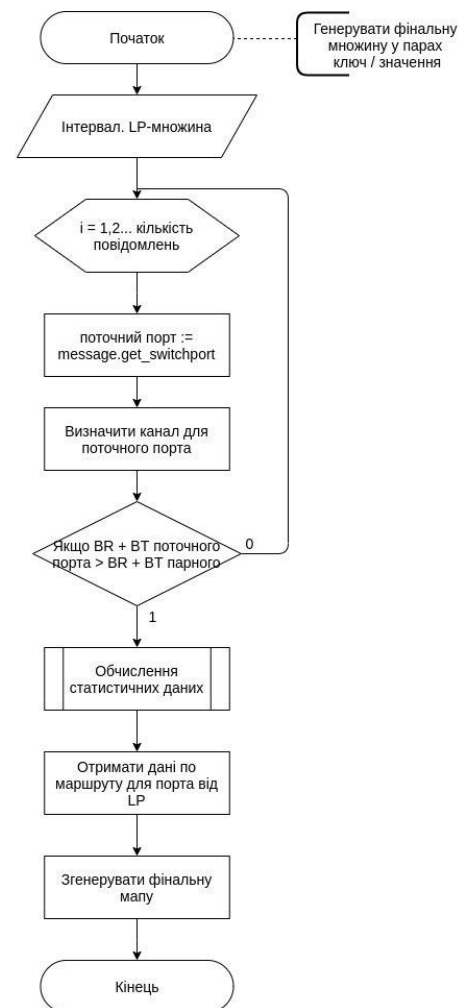 Початок
Генерувати фінальну
множину у парах
ключ / значення
Інтервал. LP-множина
i = 1,2... кількість
повідомлень
поточний порт :=
message.get_switchport
Визначити канал для
поточного порта
Якщо BR + BT поточного
порта > BR + BT парного
0
1
Обчислення
статистичних даних
Отримати дані по
маршруту для порта від
LP
Згенерувати фінальну
мапу
Кінець